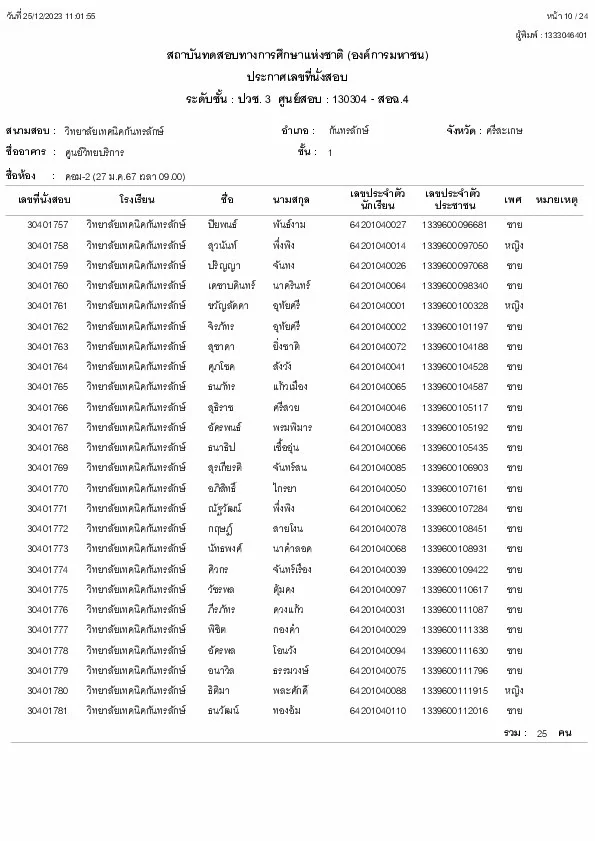 วันที่ 25/12/2023 11:01:55
หน้า 10 / 24
ผู้พิมพ์ : 1333046401
สถาบันทดสอบทางการศึกษาแห่งชาติ (องค์การมหาชน)
ประกาศเลขที่นั่งสอบ
ระดับชั้น : ปวช. 3 ศูนย์สอบ : 130304 - สอฉ.4
สนามสอบ : วิทยาลัยเทคนิคกันทรลักษ์ อำเภอ : กันทรลักษ์ จังหวัด : ศรีสะเกษ
ชื่ออาคาร : ศูนย์วิทยบริการ ชั้น : 1
ชื่อห้อง : คอม-2 (27 ม.ค.67 เวลา 09.00)
เลขที่นั่งสอบ โรงเรียน ชื่อ นามสกุล เลขประจำตัวนักเรียน เลขประจำตัวประชาชน เพศ หมายเหตุ
30401757 วิทยาลัยเทคนิคกันทรลักษ์ ปิยพนธ์ พันธ์งาม 64201040027 1339600096681 ชาย
30401758 วิทยาลัยเทคนิคกันทรลักษ์ สุวนันท์ พึ่งพิง 64201040014 1339600097050 หญิง
30401759 วิทยาลัยเทคนิคกันทรลักษ์ ปริญญา จันทง 64201040026 1339600097068 ชาย
30401760 วิทยาลัยเทคนิคกันทรลักษ์ เดชาบดินทร์ นาครินทร์ 64201040064 1339600098340 ชาย
30401761 วิทยาลัยเทคนิคกันทรลักษ์ ขวัญลัดดา อุทัยศรี 64201040001 1339600100328 หญิง
30401762 วิทยาลัยเทคนิคกันทรลักษ์ จิรภัทร อุทัยศรี 64201040002 1339600101197 ชาย
30401763 วิทยาลัยเทคนิคกันทรลักษ์ สุชาดา ยิ่งชาติ 64201040072 1339600104188 ชาย
30401764 วิทยาลัยเทคนิคกันทรลักษ์ ศุภโชค สังวัง 64201040041 1339600104528 ชาย
30401765 วิทยาลัยเทคนิคกันทรลักษ์ ธนภัทร แก้วเมือง 64201040065 1339600104587 ชาย
30401766 วิทยาลัยเทคนิคกันทรลักษ์ สุธิราช ศรีสวย 64201040046 1339600105117 ชาย
30401767 วิทยาลัยเทคนิคกันทรลักษ์ อัครพนธ์ พรมพิมาร 64201040083 1339600105192 ชาย
30401768 วิทยาลัยเทคนิคกันทรลักษ์ ธนาธิป เชื้ออุ่น 64201040066 1339600105435 ชาย
30401769 วิทยาลัยเทคนิคกันทรลักษ์ สุรเกียรติ จันทร์สน 64201040085 1339600106903 ชาย
30401770 วิทยาลัยเทคนิคกันทรลักษ์ อภิสิทธิ์ ไกรยา 64201040050 1339600107161 ชาย
30401771 วิทยาลัยเทคนิคกันทรลักษ์ ณัฐวัฒน์ พึ่งพิง 64201040062 1339600107284 ชาย
30401772 วิทยาลัยเทคนิคกันทรลักษ์ กฤษฎ์ สายโงน 64201040078 1339600108451 ชาย
30401773 วิทยาลัยเทคนิคกันทรลักษ์ นัทธพงศ์ นาคำลอด 64201040068 1339600108931 ชาย
30401774 วิทยาลัยเทคนิคกันทรลักษ์ ศิวกร จันทร์เรือง 64201040039 1339600109422 ชาย
30401775 วิทยาลัยเทคนิคกันทรลักษ์ วัชรพล คุ้มคง 64201040097 1339600110617 ชาย
30401776 วิทยาลัยเทคนิคกันทรลักษ์ ภีรภัทร ดวงแก้ว 64201040031 1339600111087 ชาย
30401777 วิทยาลัยเทคนิคกันทรลักษ์ พิชิต กองคำ 64201040029 1339600111338 ชาย
30401778 วิทยาลัยเทคนิคกันทรลักษ์ อัครพล โอนวัง 64201040094 1339600111630 ชาย
30401779 วิทยาลัยเทคนิคกันทรลักษ์ อนาวิล ธรรมวงษ์ 64201040075 1339600111796 ชาย
30401780 วิทยาลัยเทคนิคกันทรลักษ์ ธิติมา พละศักดิ์ 64201040088 1339600111915 หญิง
30401781 วิทยาลัยเทคนิคกันทรลักษ์ ธนวัฒน์ ทองอ้ม 64201040110 1339600112016 ชาย
รวม : 25 คน